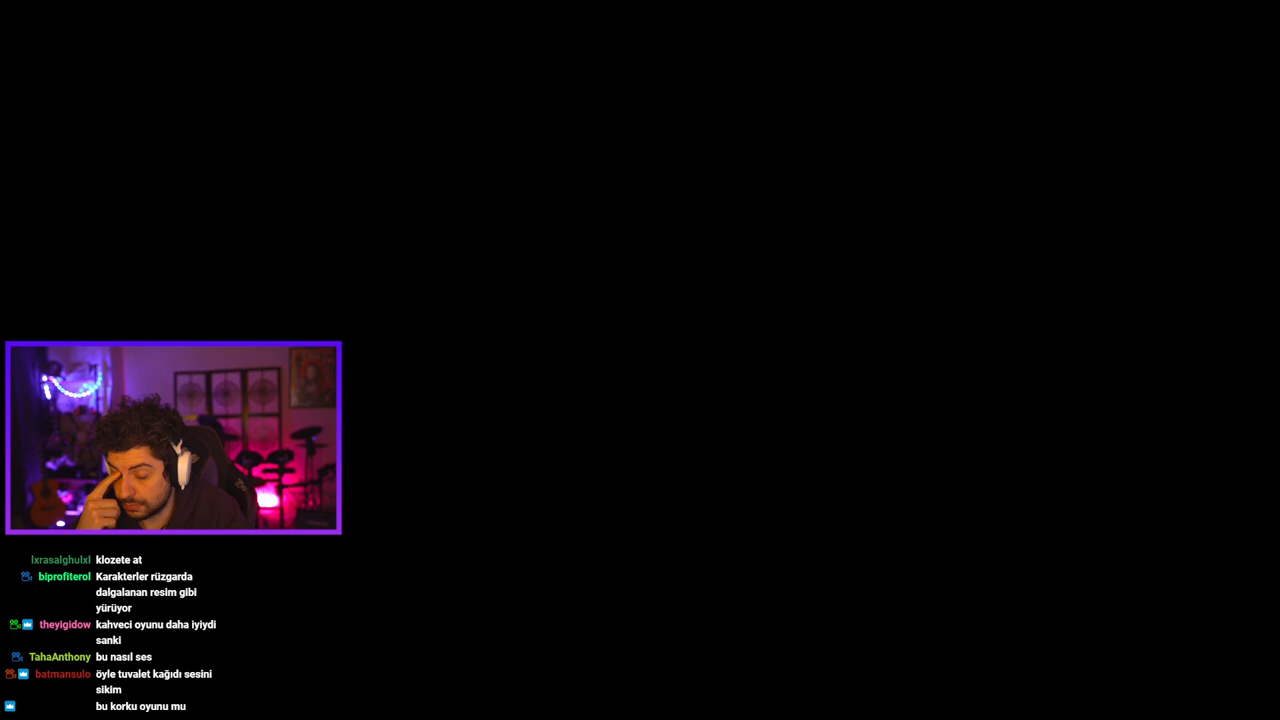 lxrasalghulxl klozete at
biprofiterol Karakterler rüzgarda
dalgalanan resim gibi
yürüyor
theyigidow kahveci oyunu daha iyiydi
sanki
TahaAnthony bu nasıl ses
batmansulo öyle tuvalet kağıdı sesini
sikim
bu korku oyunu mu